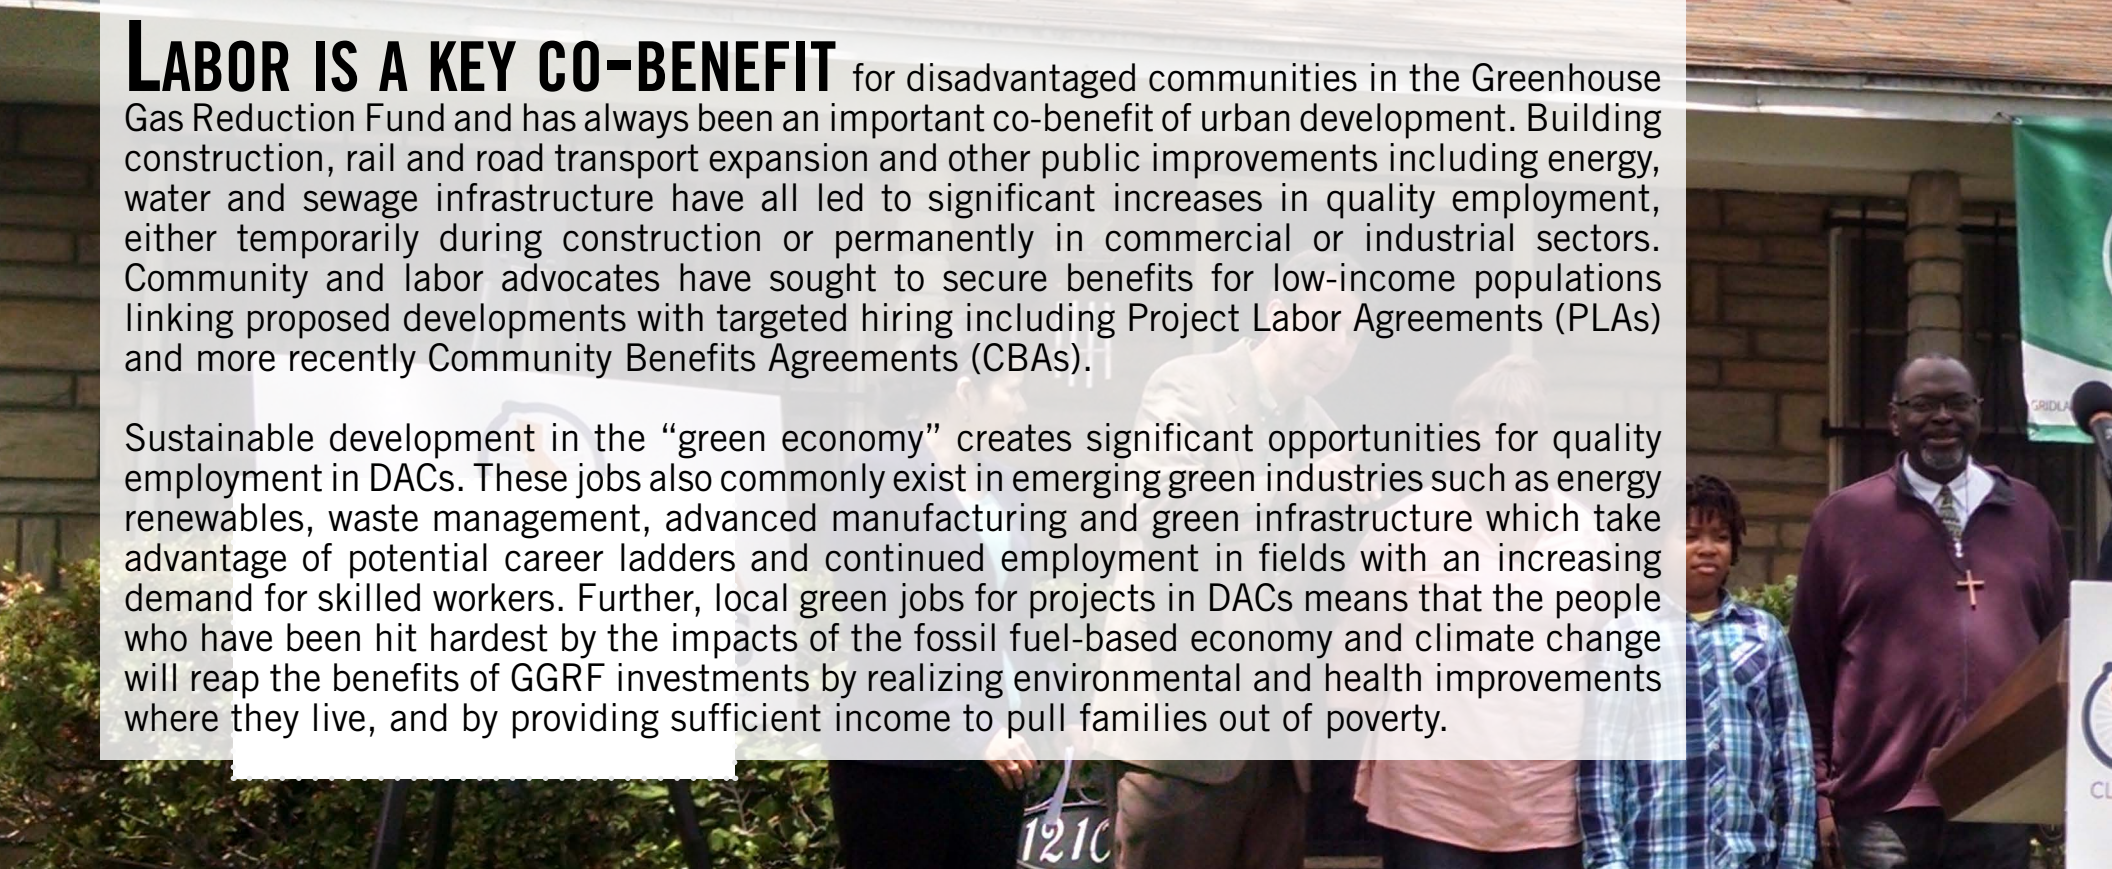 LABOR IS A KEY CO-BENEFIT for disadvantaged communities in the Greenhouse
Gas Reduction Fund and has always been an important co-benefit of urban development. Building
construction, rail and road transport expansion and other public improvements including energy,
water and sewage infrastructure have all led to significant increases in quality employment,
either temporarily during construction or permanently in commercial or industrial sectors.
Community and labor advocates have sought to secure benefits for low-income populations
linking proposed developments with targeted hiring including Project Labor Agreements (PLAs)
and more recently Community Benefits Agreements (CBAs).
Sustainable development in the “green economy” creates significant opportunities for quality
employment in DACs. These jobs also commonly exist in emerging green industries such as energy
renewables, waste management, advanced manufacturing and green infrastructure which take
advantage of potential career ladders and continued employment in fields with an increasing
demand for skilled workers. Further, local green jobs for projects in DACs means that the people
who have been hit hardest by the impacts of the fossil fuel-based economy and climate change
will reap the benefits of GGRF investments by realizing environmental and health improvements
where they live, and by providing sufficient income to pull families out of poverty.